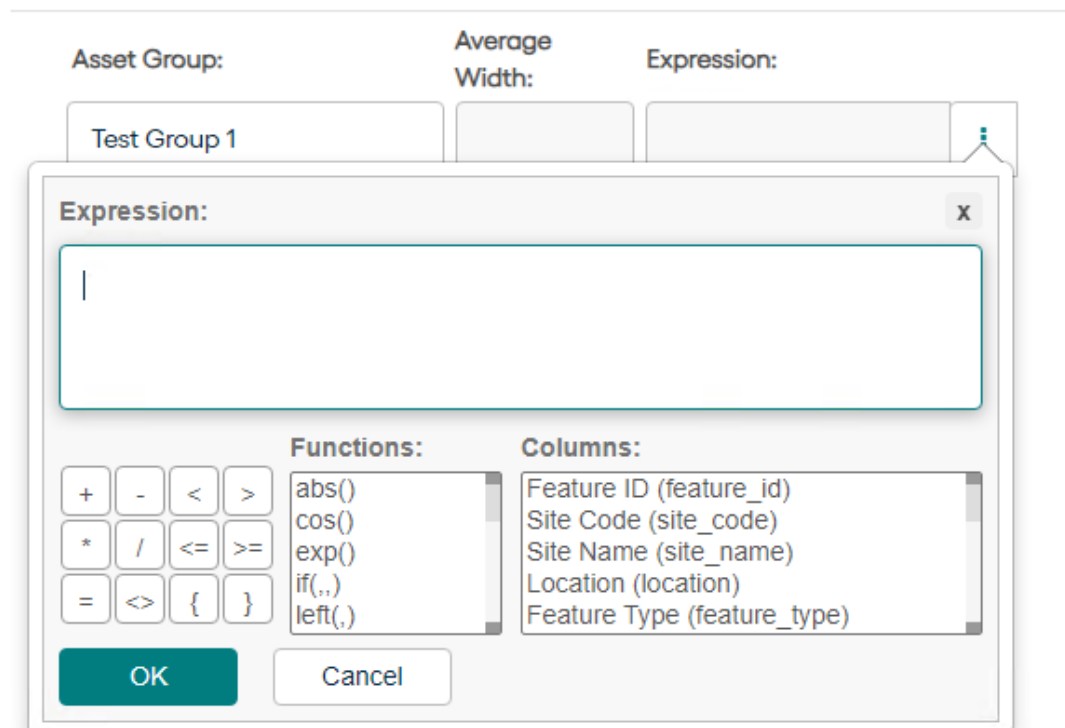 Asset Group:
Average
Width:
Expression:
Test Group 1
Expression:
x
Functions:
Columns:
+ - < >
* / <= >=
= <> { }
abs()
cos()
exp()
if(,,)
left(,)
Feature ID (feature_id)
Site Code (site_code)
Site Name (site_name)
Location (location)
Feature Type (feature_type)
OK
Cancel